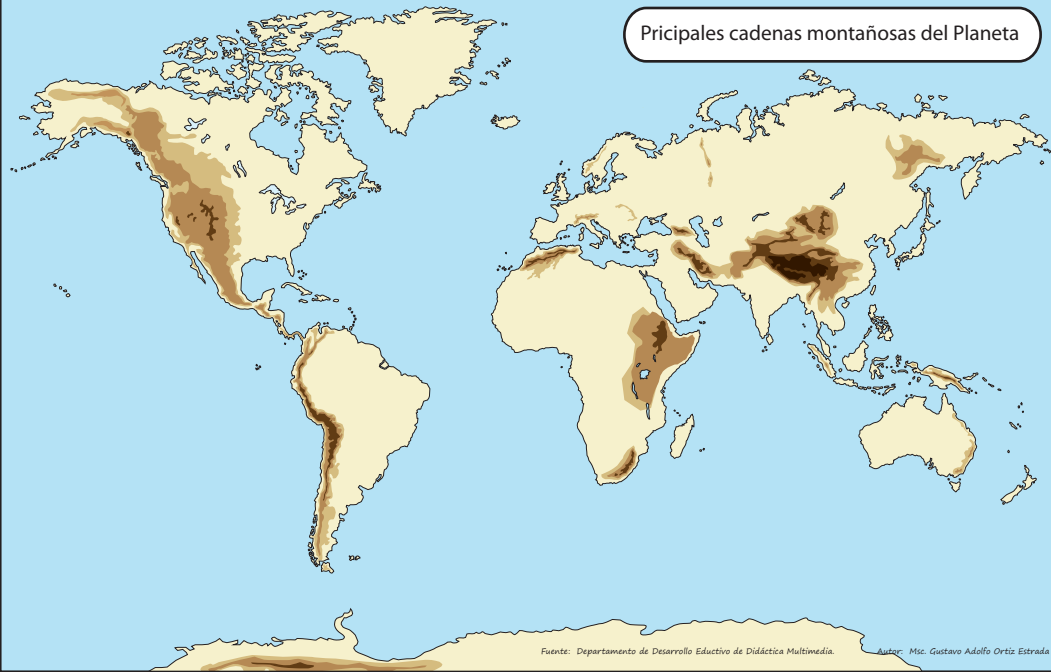 Pricipales cadenas montañosas del Planeta
Fuente: Departamento de Desarrollo Eductivo de Didáctica Multimedia.
Autor: Msc. Gustavo Adolfo Ortiz Estrada